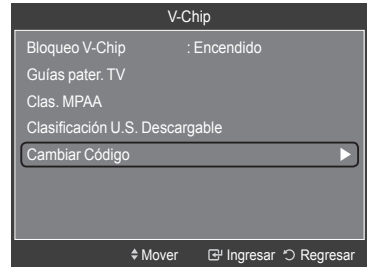 V-Chip
Bloqueo V-Chip : Encendido
Guías pater. TV
Clas. MPAA
Clasificación U.S. Descargable
Cambiar Código
Mover Ingresar Regresar